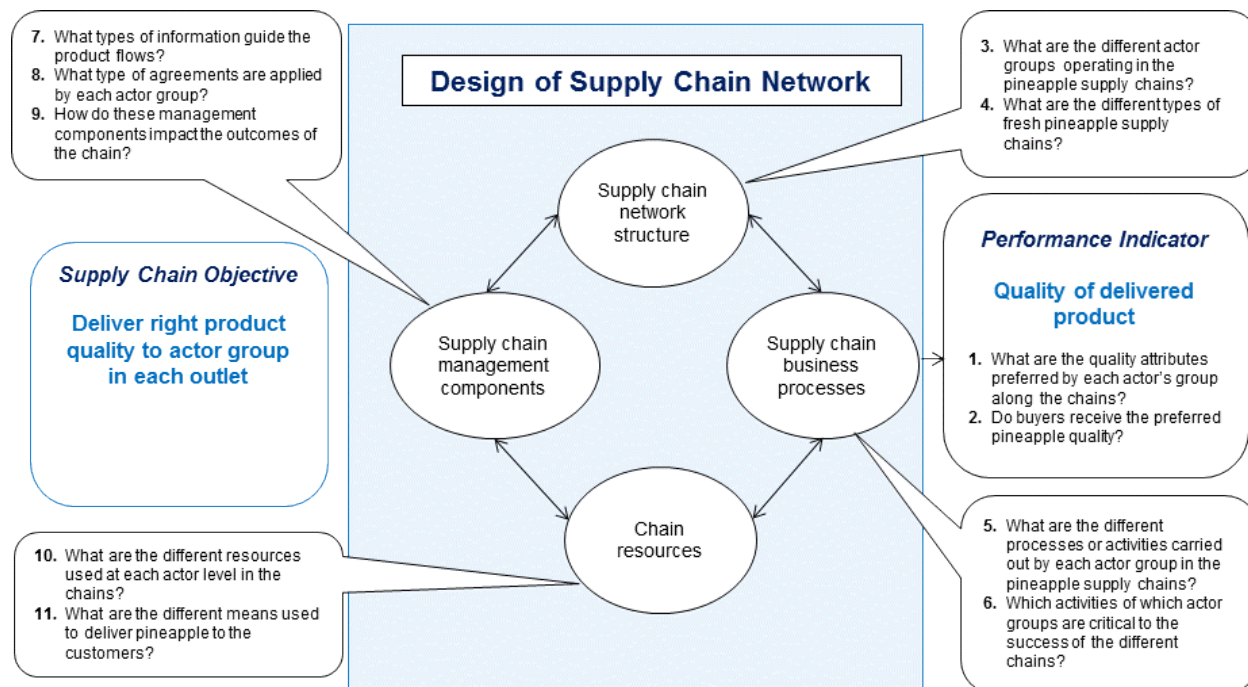 7. What types of information guide the
product flows?
8. What type of agreements are applied
by each actor group?
9. How do these management
components impact the outcomes of
the chain?
Design of Supply Chain Network
3. What are the different actor
groups operating in the
pineapple supply chains?
4. What are the different types of
fresh pineapple supply
chains?
Supply chain
network
structure
Supply Chain Objective
Deliver right product
quality to actor group
in each outlet
Supply chain
management
components
Supply chain
business
processes
Performance Indicator
Quality of delivered
product
1. What are the quality attributes
preferred by each actor's group
along the chains?
2. Do buyers receive the preferred
pineapple quality?
Chain
resources
10. What are the different resources
used at each actor level in the
chains?
11. What are the different means used
to deliver pineapple to the
customers?
5. What are the different
processes or activities carried
out by each actor group in the
pineapple supply chains?
6. Which activities of which actor
groups are critical to the
success of the different
chains?